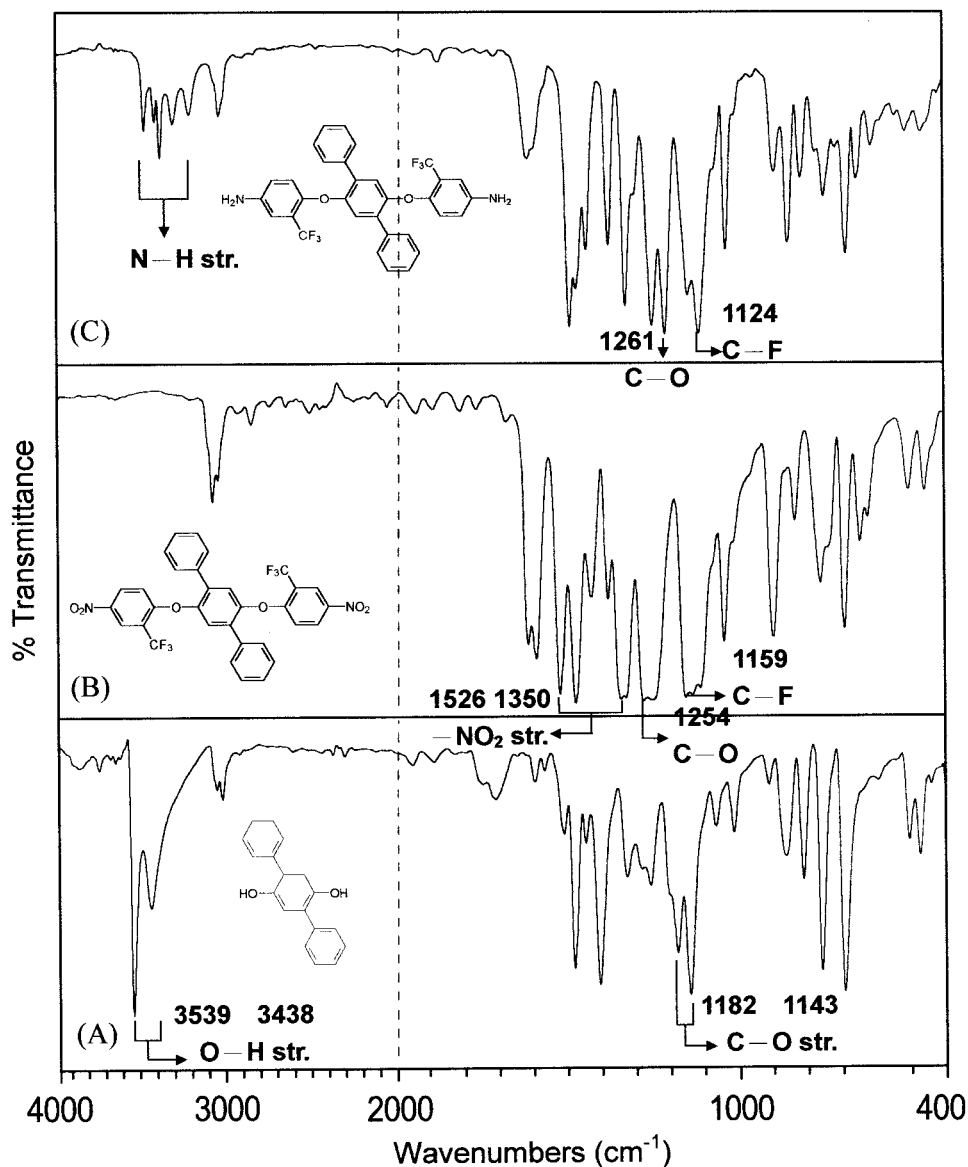 F₃C
H₂N
O
O
NH₂
CF₃
N–H str.
(C)
1124
1261
C–F
C–O
% Transmittance
F₃C
O₂N
O
O
NO₂
CF₃
(B)
1159
1526 1350
C–F
1254
–NO₂ str.
C–O
HO
OH
3539 3438
1182 1143
(A)
O–H str.
C–O str.
4000 3000 2000 1000 400
Wavenumbers (cm⁻¹)